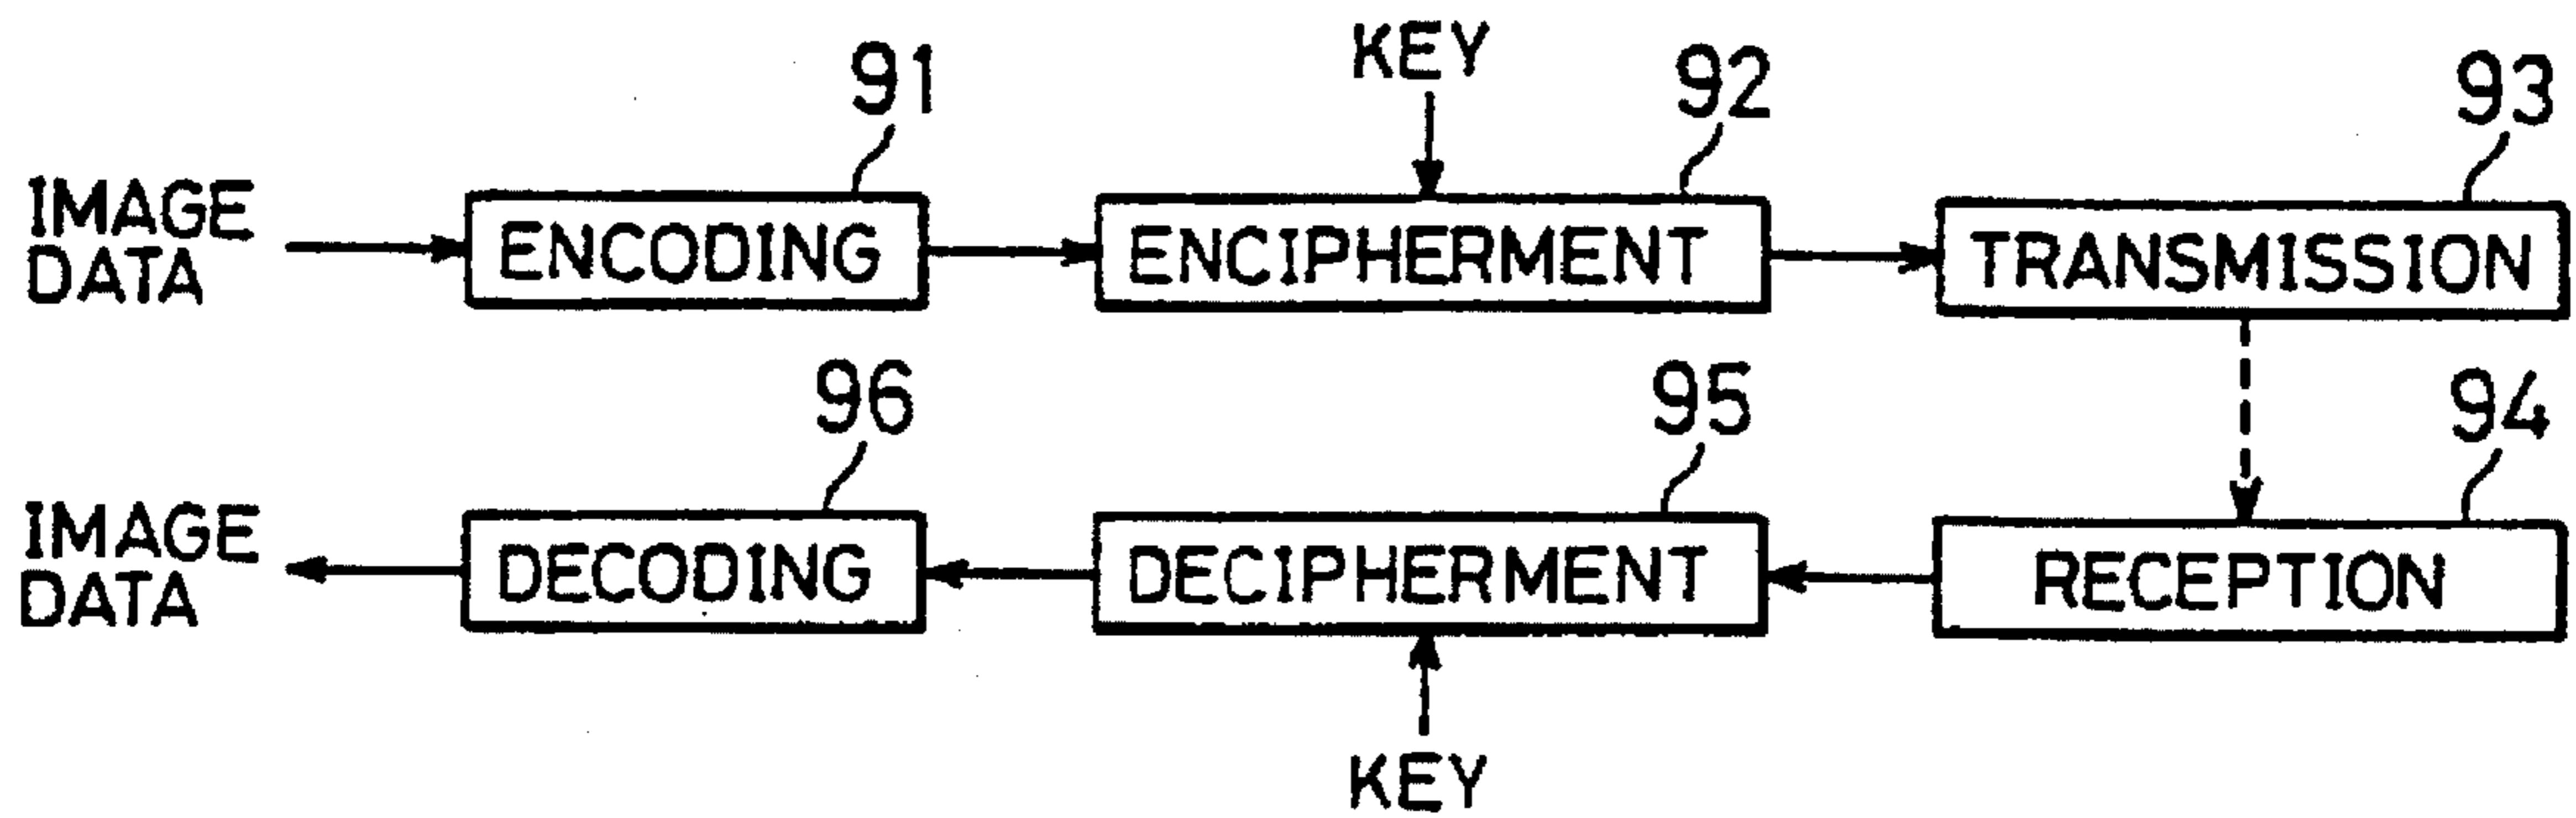 KEY
91
92
93
IMAGE
DATA
ENCODING
ENCIPHERMENT
TRANSMISSION
96
95
94
IMAGE
DATA
DECODING
DECIPHERMENT
RECEPTION
KEY